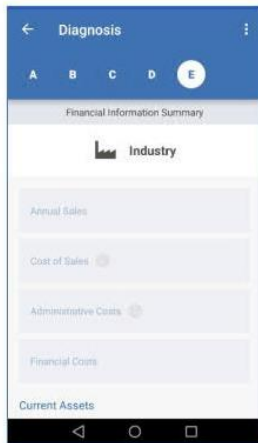 Diagnosis
A B C D E
Financial Information Summary
Industry
Annual Sales
Cost of Sales
Administrative Costs
Financial Costs
Current Assets